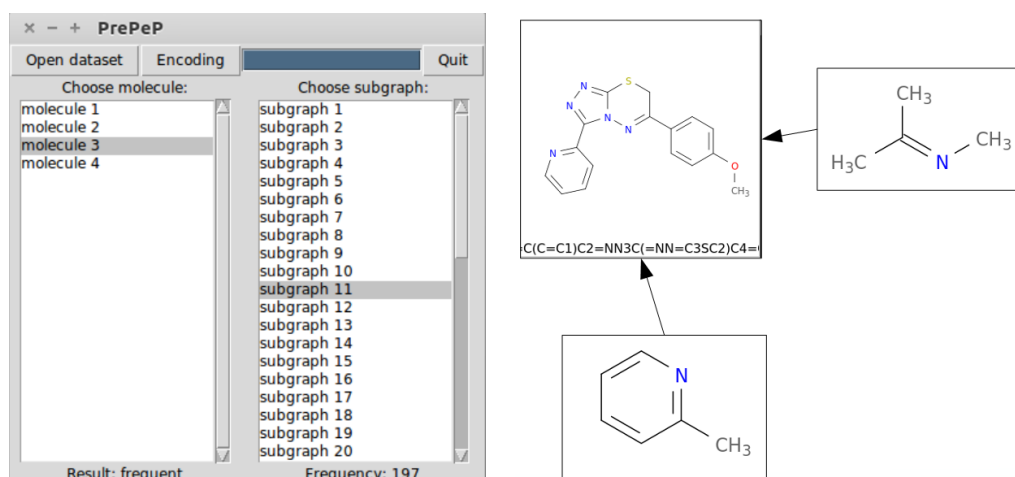 PrePeP
Open dataset Encoding Quit
Choose molecule:
molecule 1
molecule 2
molecule 3
molecule 4
Result: frequent
Choose subgraph:
subgraph 1
subgraph 2
subgraph 3
subgraph 4
subgraph 5
subgraph 6
subgraph 7
subgraph 8
subgraph 9
subgraph 10
subgraph 11
subgraph 12
subgraph 13
subgraph 14
subgraph 15
subgraph 16
subgraph 17
subgraph 18
subgraph 19
subgraph 20
Frequency: 197
S
N
N
N
N
N
O
CH3
=C(C=C1)C2=NN3C(=NN=C3SC2)C4=
CH3
H3C
N
CH3
N
CH3